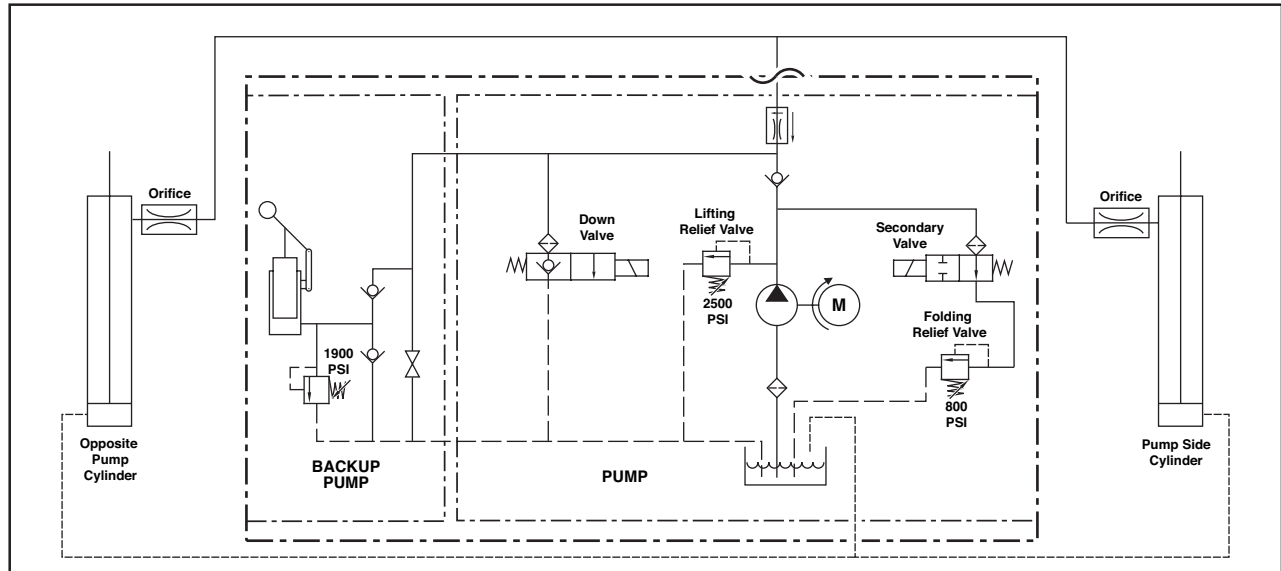 Orifice
Opposite
Pump
Cylinder
1900
PSI
BACKUP
PUMP
Down
Valve
Lifting
Relief Valve
2500
PSI
M
PUMP
Secondary
Valve
Folding
Relief Valve
800
PSI
Orifice
Pump Side
Cylinder